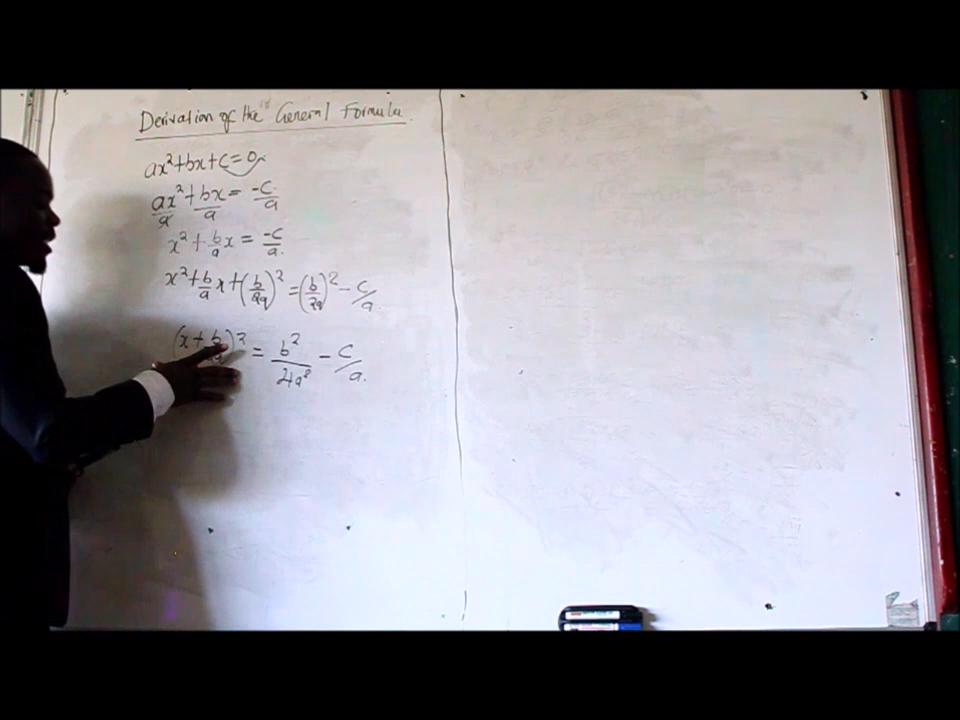 Derivation of the General Formula.
ax²+bx+c=0
ax²/a + bx/a = -c/a
x² + b/a x = -c/a.
x² + b/a x + (b/2a)² = (b/2a)² - c/a.
(x + b/2a)² = b²/4a² - c/a.